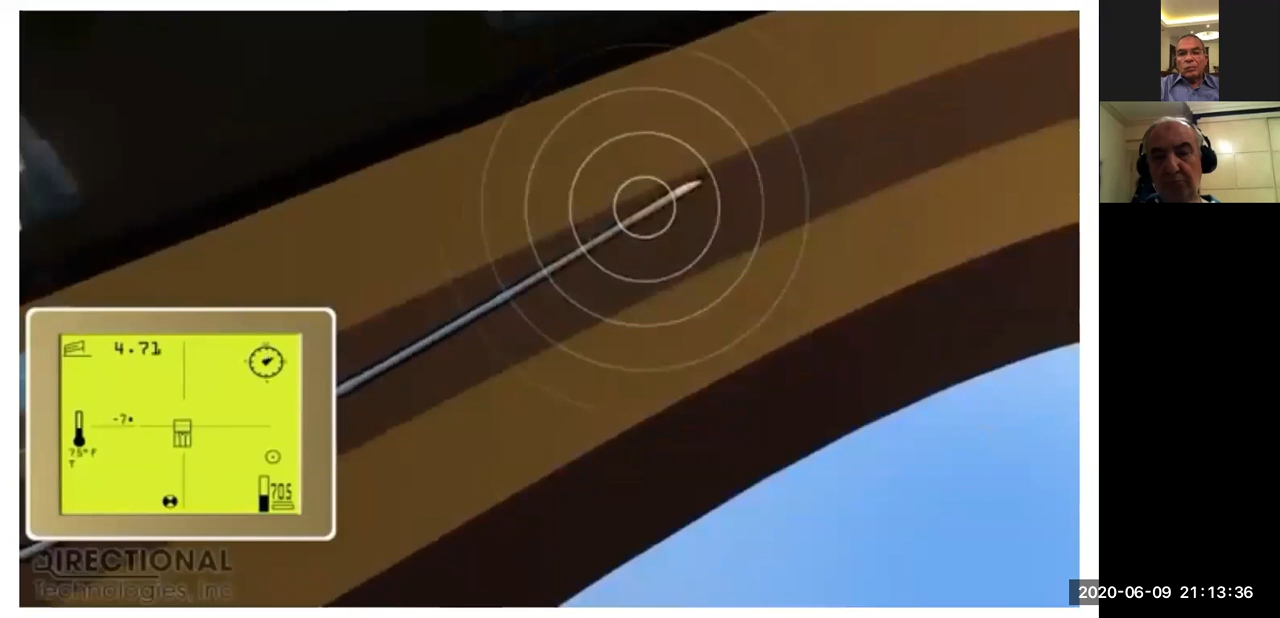 4.71
-7•
75° F
T
705
DIRECTIONAL
Technologies, Inc
2020-06-09 21:13:36